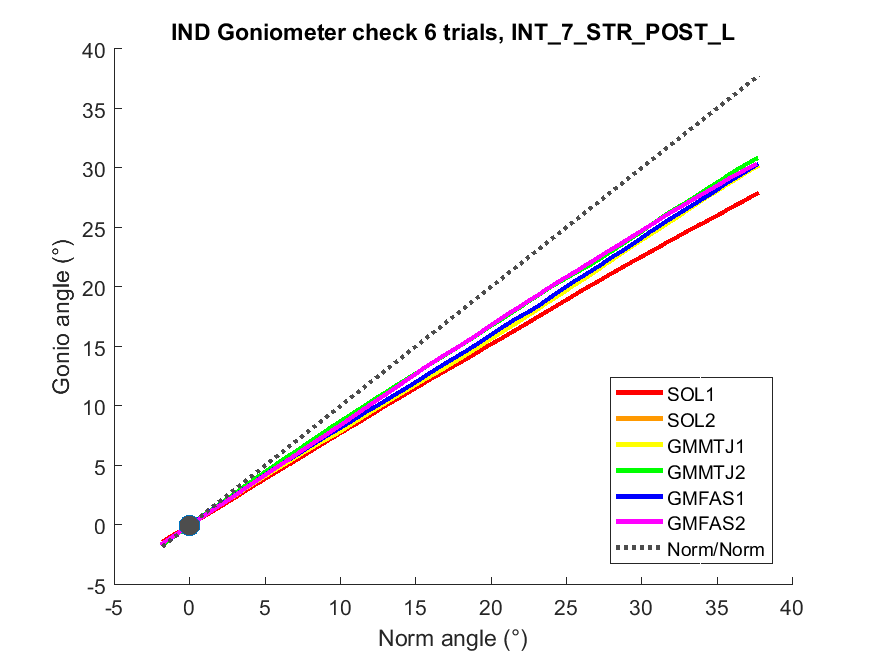 IND Goniometer check 6 trials, INT_7_STR_POST_L
40
35
30
25
20
15
10
5
0
-5
Gonio angle (°)
-5 0 5 10 15 20 25 30 35 40
Norm angle (°)
SOL1
SOL2
GMMTJ1
GMMTJ2
GMFAS1
GMFAS2
Norm/Norm